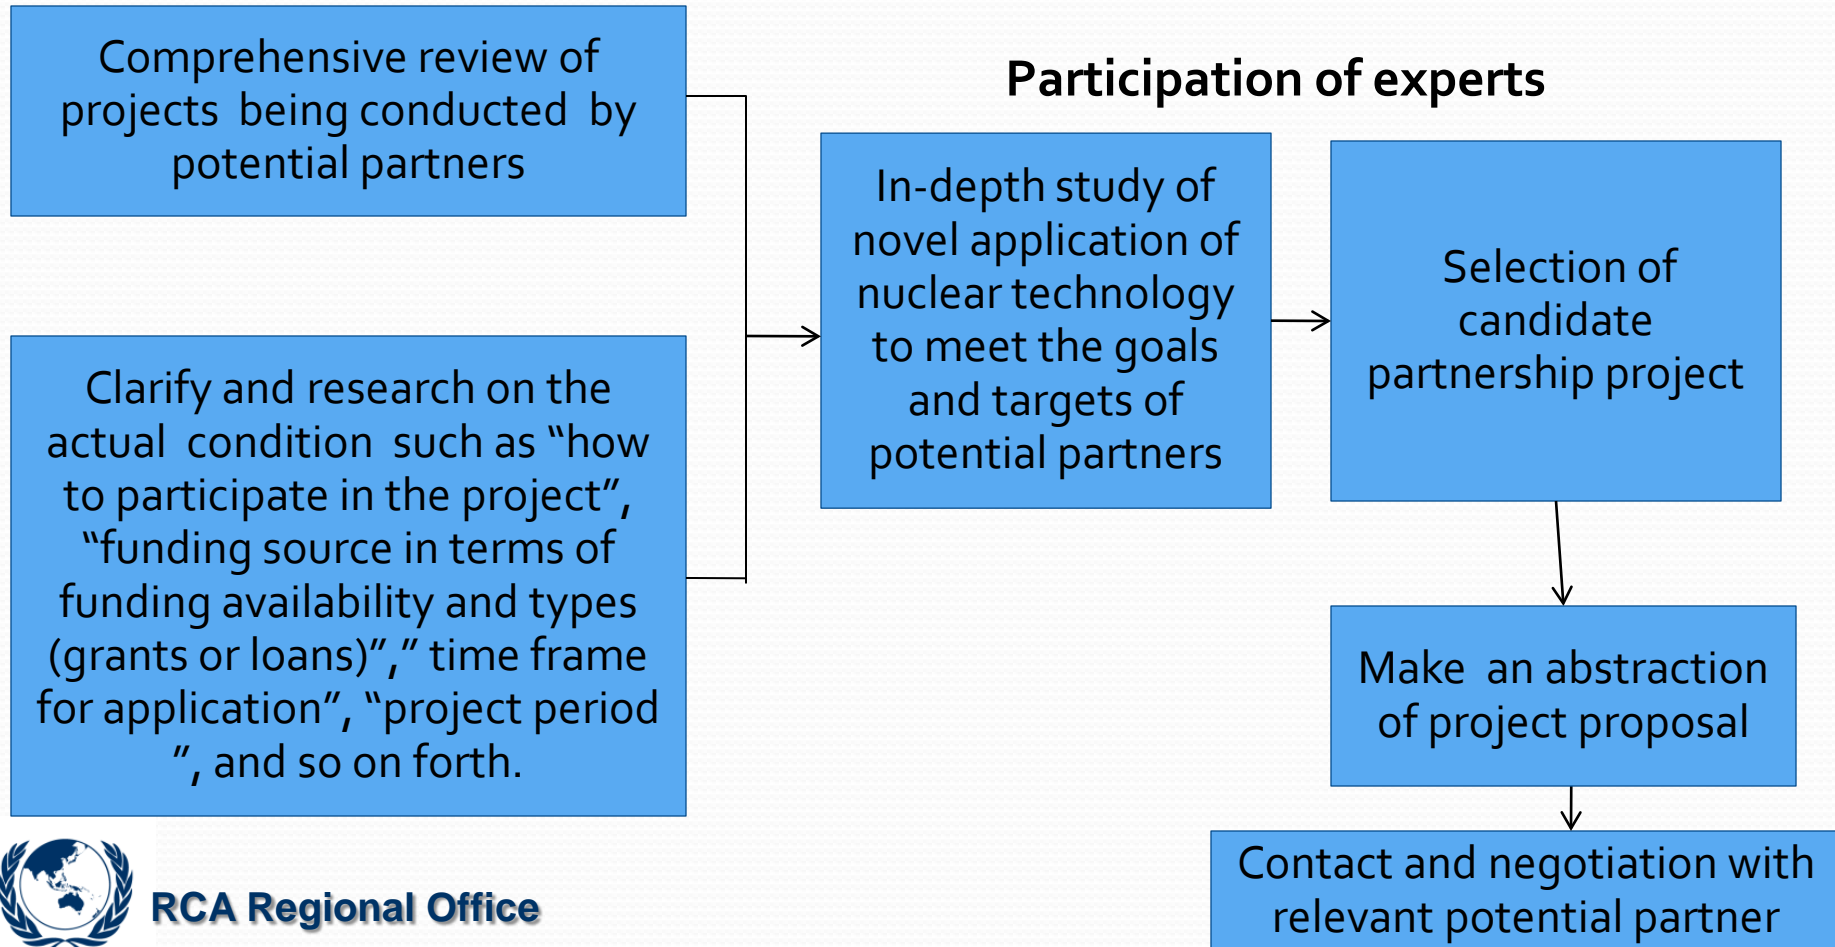 Comprehensive review of
projects being conducted by
potential partners
Clarify and research on the
actual condition such as “how
to participate in the project”,
“funding source in terms of
funding availability and types
(grants or loans)”,” time frame
for application”, “project period
”, and so on forth.
Participation of experts
In-depth study of
novel application of
nuclear technology
to meet the goals
and targets of
potential partners
Selection of
candidate
partnership project
Make an abstraction
of project proposal
Contact and negotiation with
relevant potential partner
RCA Regional Office